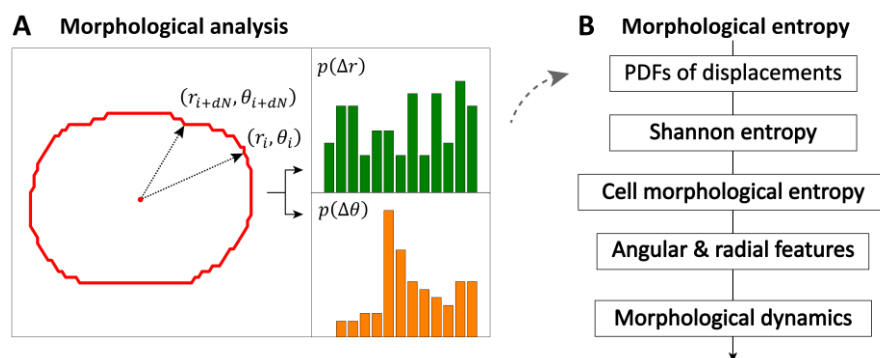 A Morphological analysis
(r_{i+dN}, θ_{i+dN})
(r_i, θ_i)
p(Δr)
p(Δθ)
B Morphological entropy
PDFs of displacements
Shannon entropy
Cell morphological entropy
Angular & radial features
Morphological dynamics